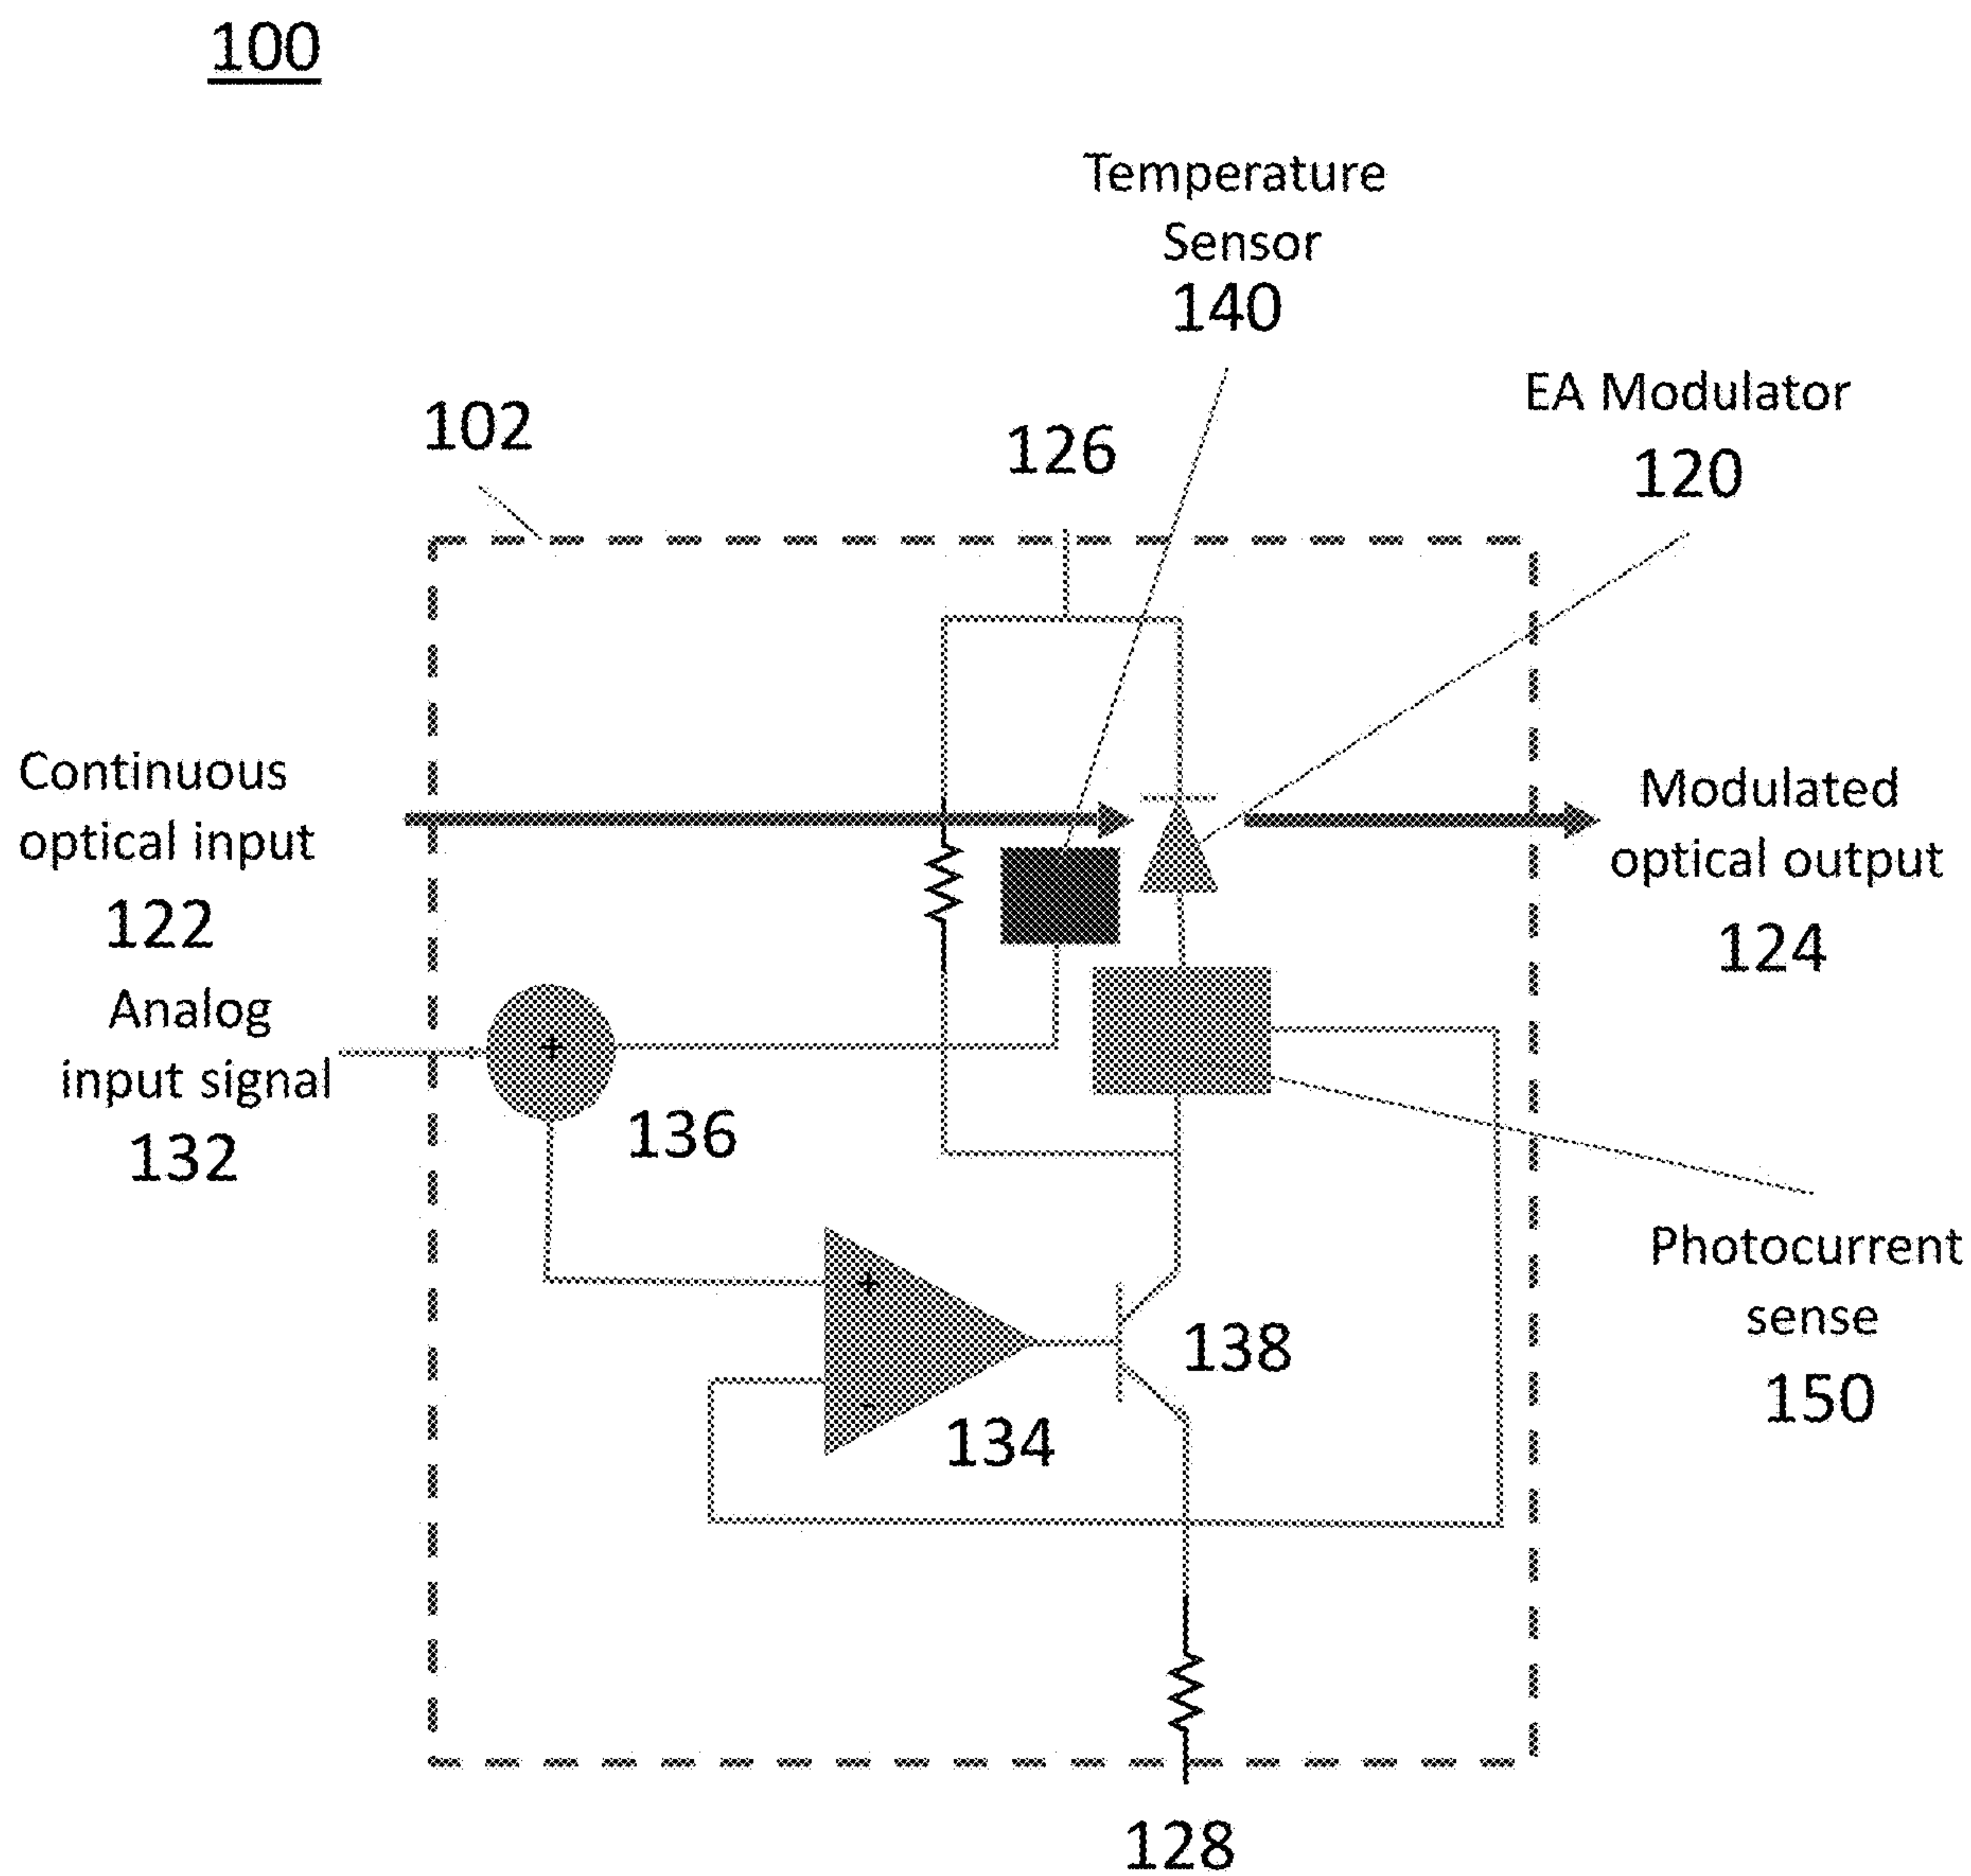 100
Temperature
Sensor
140
EA Modulator
120
102
126
Continuous
optical input
122
Modulated
optical output
124
Analog
input signal
132
+
136
Photocurrent
sense
150
+
-
134
138
128